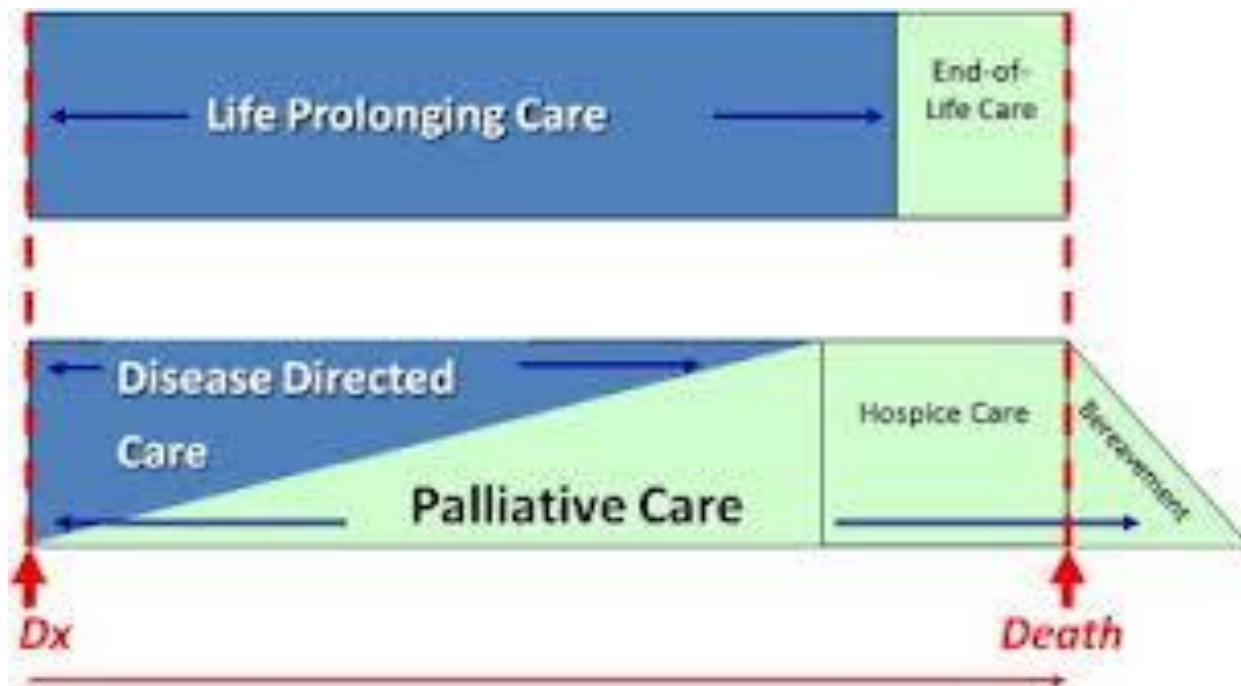 Life Prolonging Care
End-of-
Life Care
Disease Directed
Care
Palliative Care
Hospice Care
Bereavement
Dx
Death